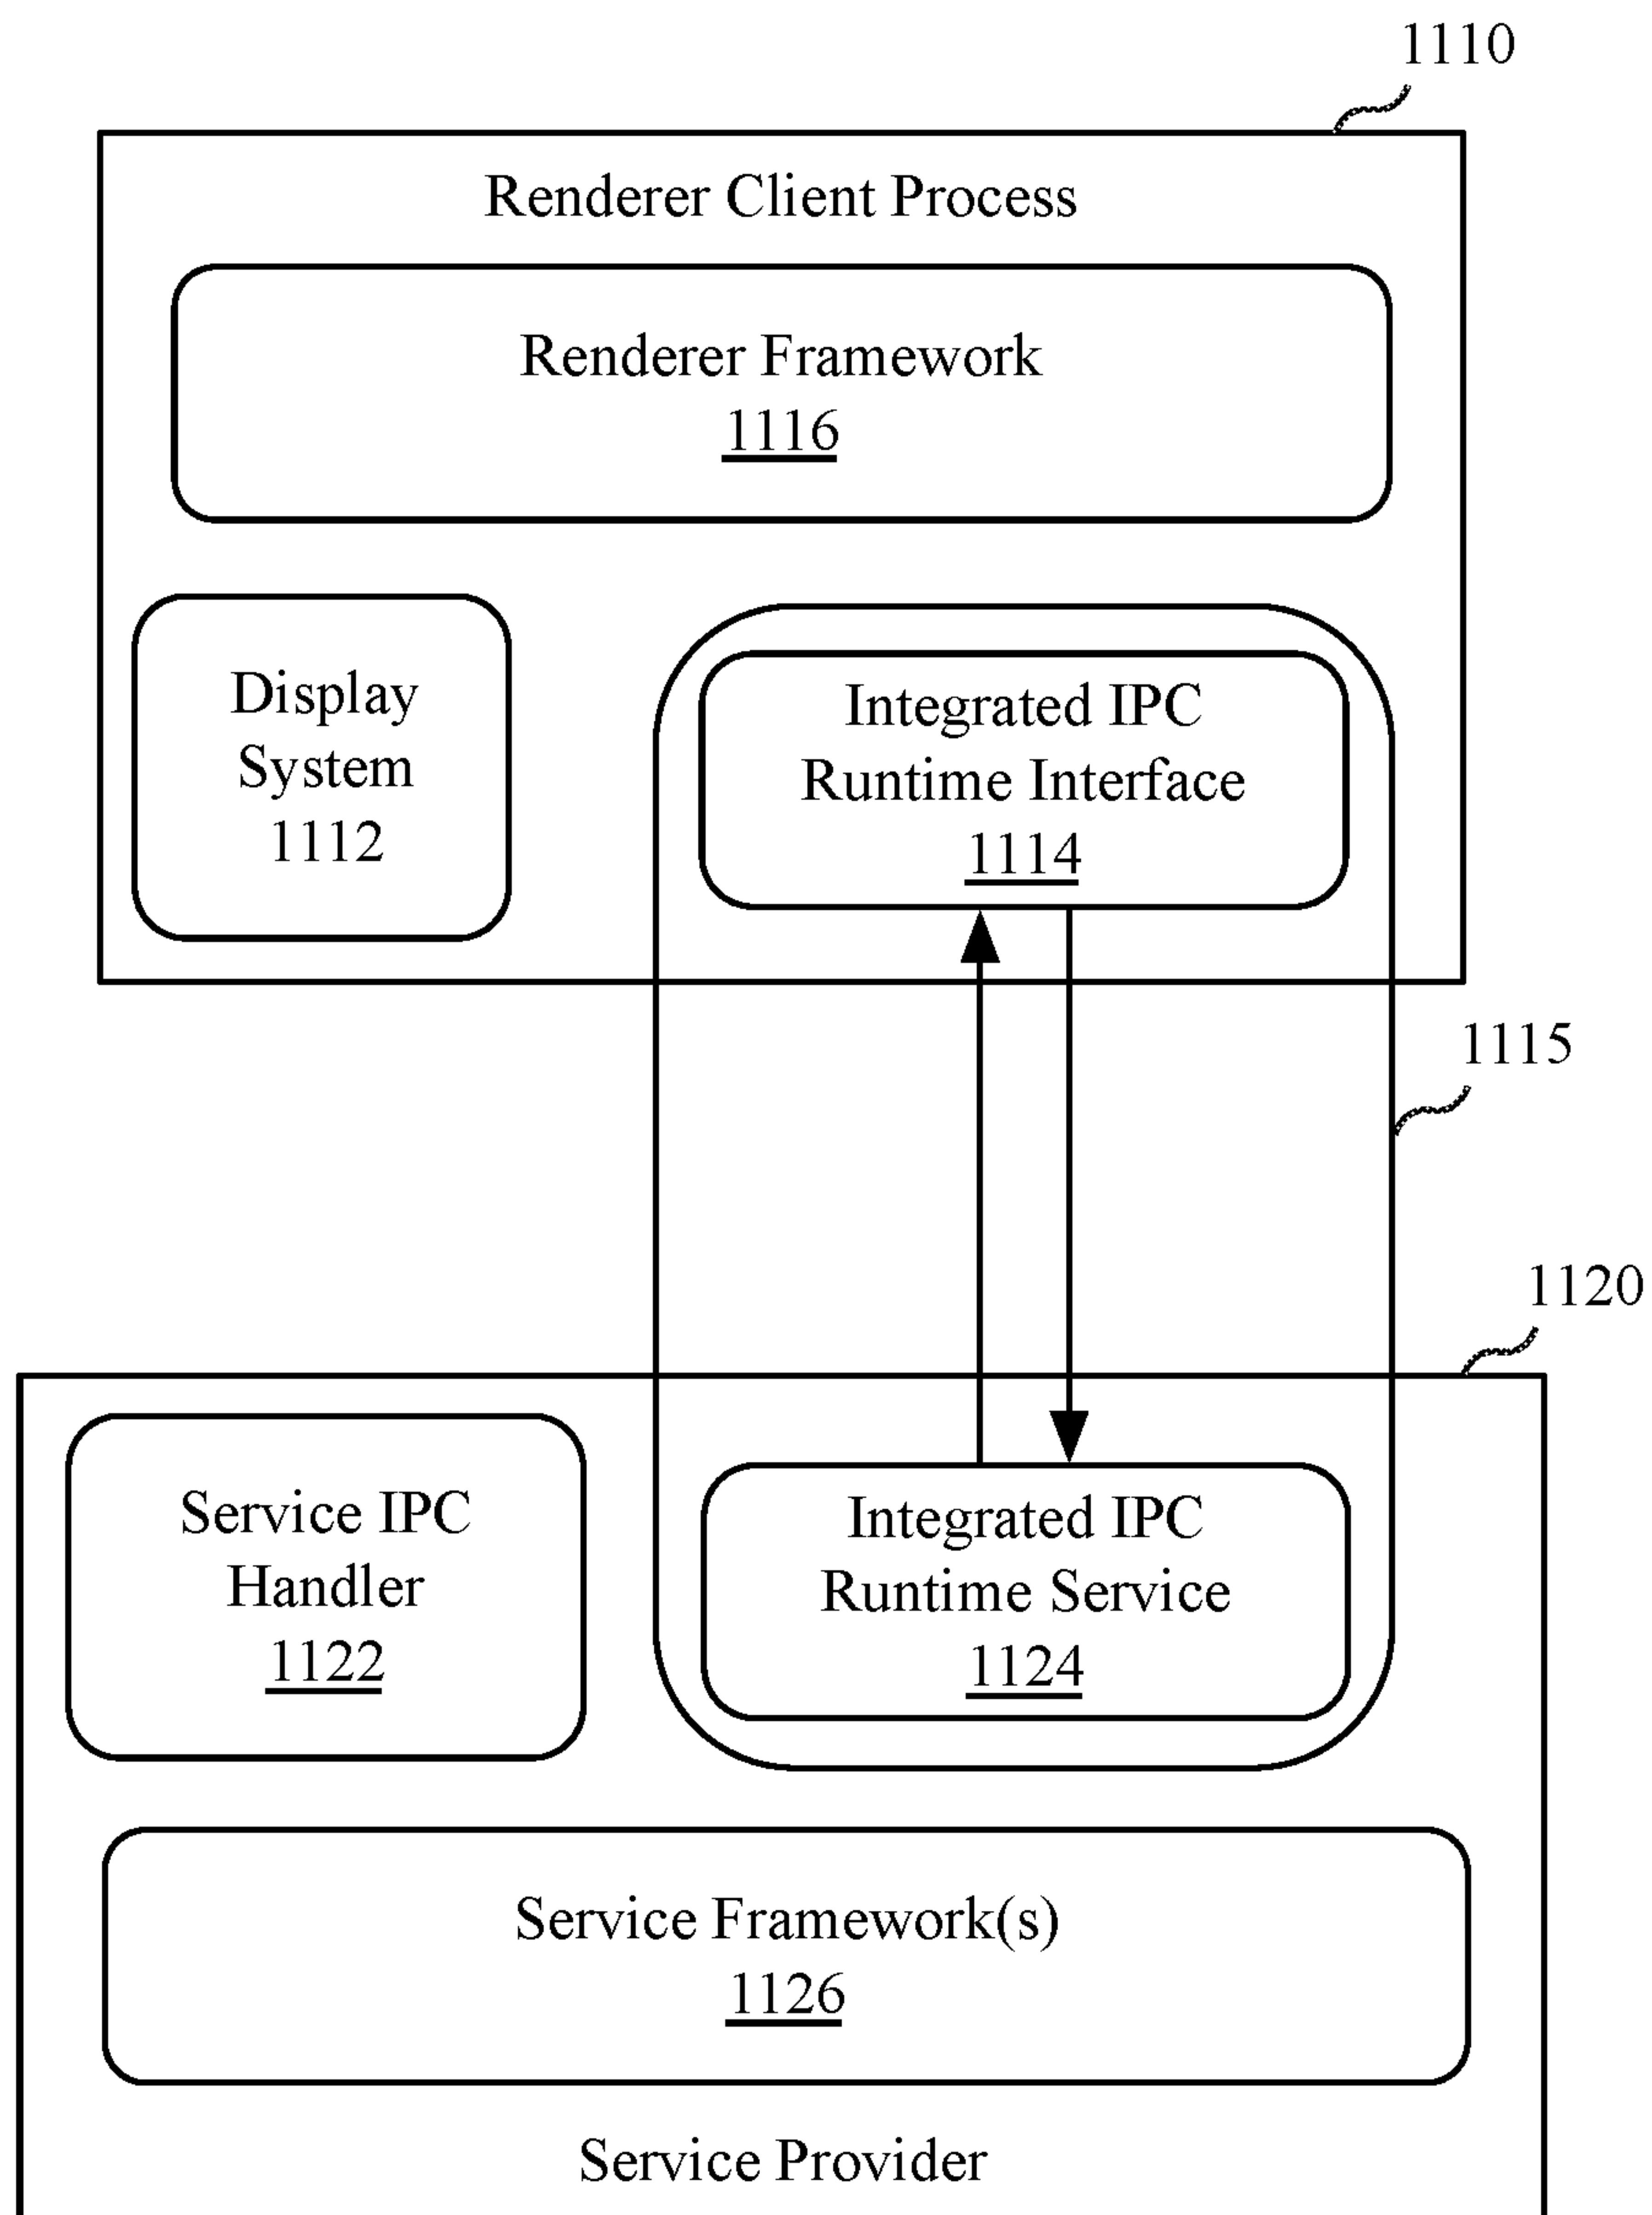 1110
Renderer Client Process
Renderer Framework
1116
Display
System
1112
Integrated IPC
Runtime Interface
1114
1115
1120
Service IPC
Handler
1122
Integrated IPC
Runtime Service
1124
Service Framework(s)
1126
Service Provider